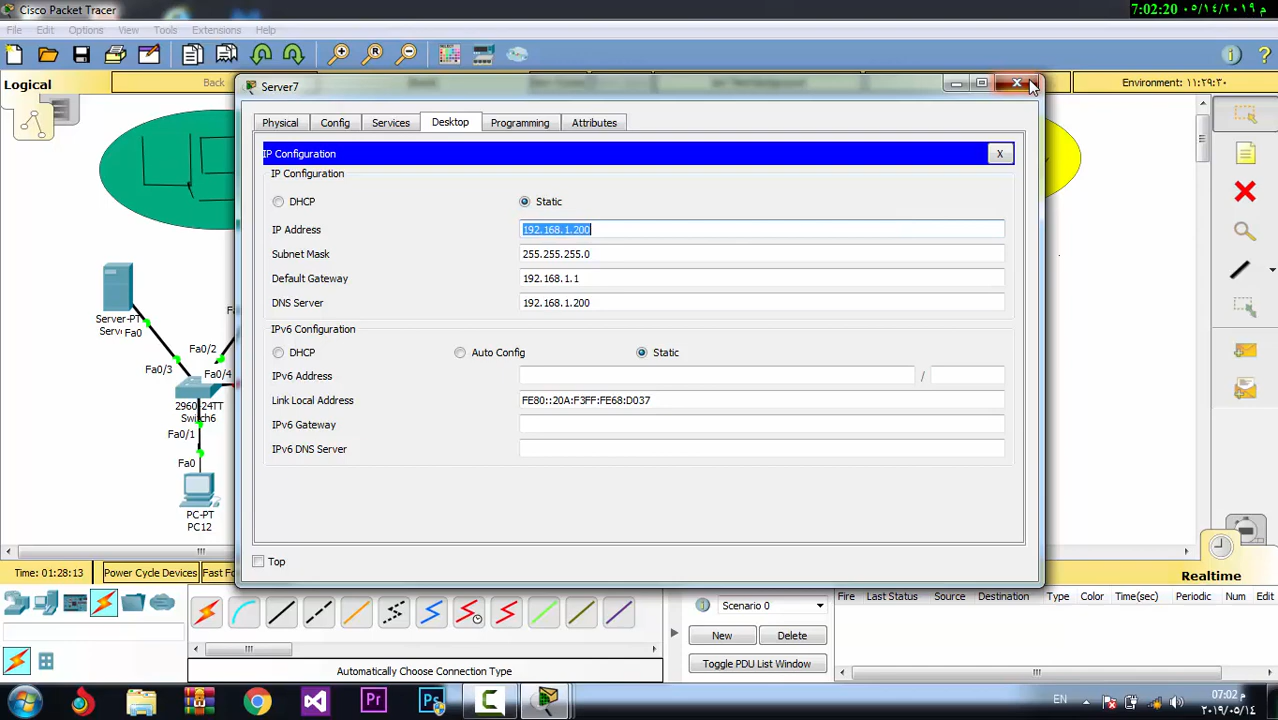 Cisco Packet Tracer
7:02:20 ٠٥/١٤/٢٠١٩ م
File Edit Options View Tools Extensions Help
Logical
Back
Environment: ١١:٢٩:٣٠
Server7
Physical Config Services Desktop Programming Attributes
IP Configuration
X
IP Configuration
DHCP
Static
IP Address
192.168.1.200
Subnet Mask
255.255.255.0
Default Gateway
192.168.1.1
DNS Server
192.168.1.200
IPv6 Configuration
DHCP
Auto Config
Static
IPv6 Address
/
Link Local Address
FE80::20A:F3FF:FE68:D037
IPv6 Gateway
IPv6 DNS Server
Top
Server-PT
Serv Fa0
Fa0/2
Fa0/3
Fa0/4
2960-24TT
Switch6
Fa0/1
Fa0
PC-PT
PC12
Time: 01:28:13
Power Cycle Devices
Fast Fo
Realtime
Scenario 0
New
Delete
Toggle PDU List Window
Fire Last Status Source Destination Type Color Time(sec) Periodic Num Edit
Automatically Choose Connection Type
EN
07:02 م
٢٠١٩/٠٥/١٤